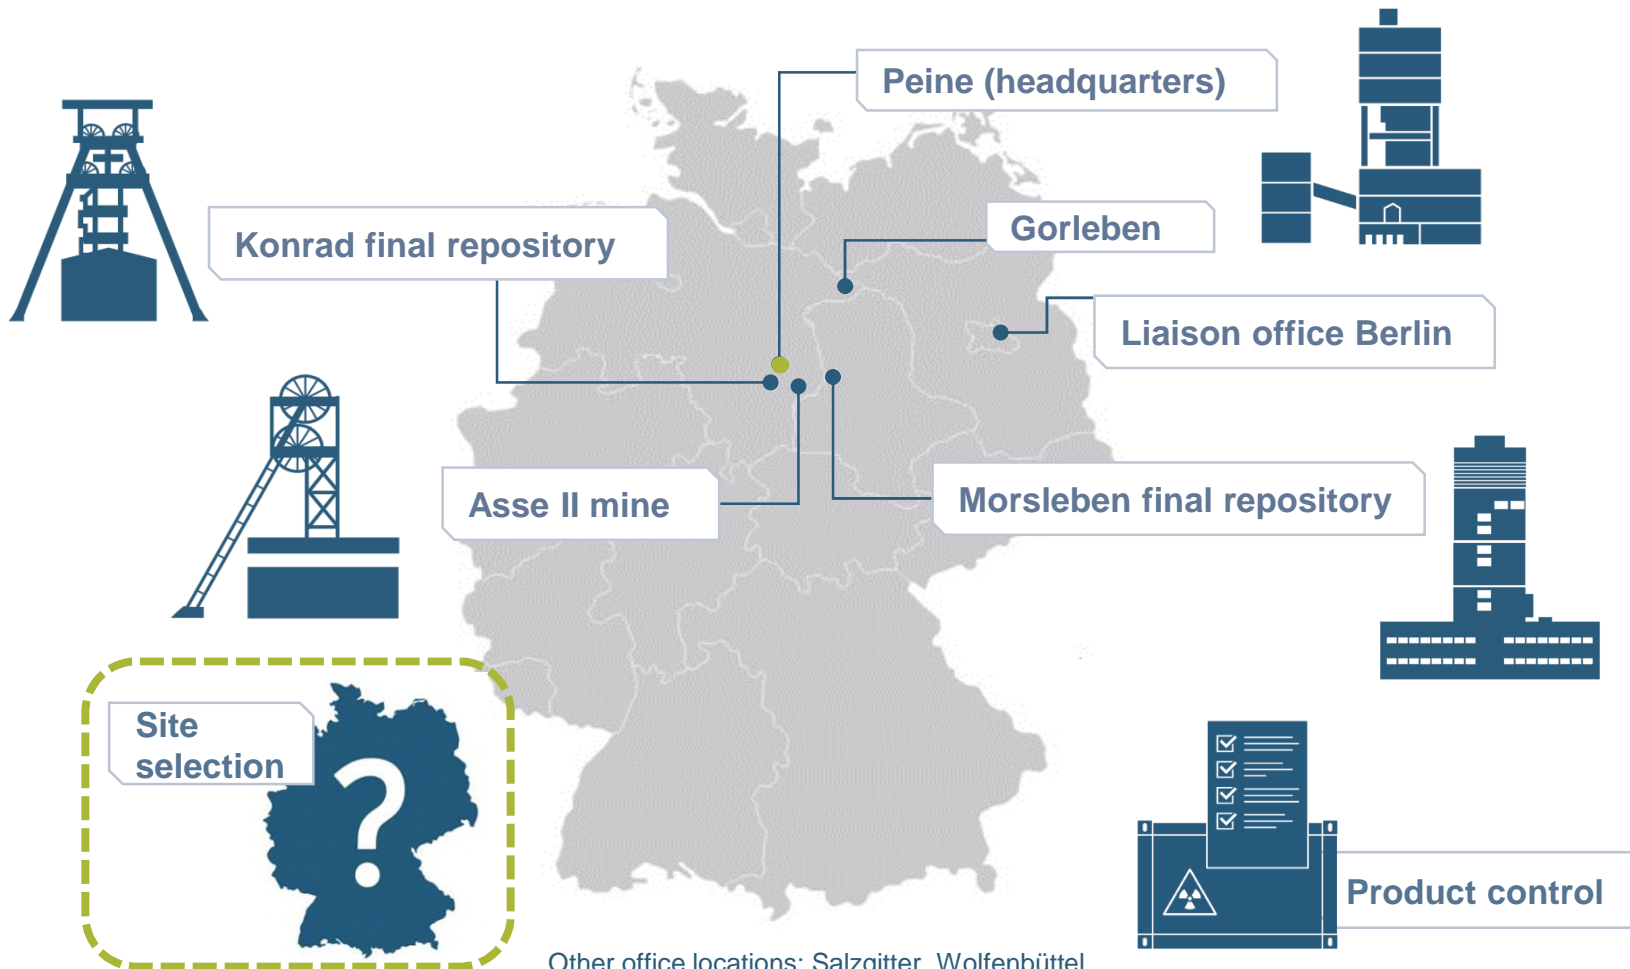 Peine (headquarters)
Konrad final repository
Gorleben
Liaison office Berlin
Asse II mine
Morsleben final repository
Site
selection
Product control
Other office locations: Salzgitter, Wolfenbüttel